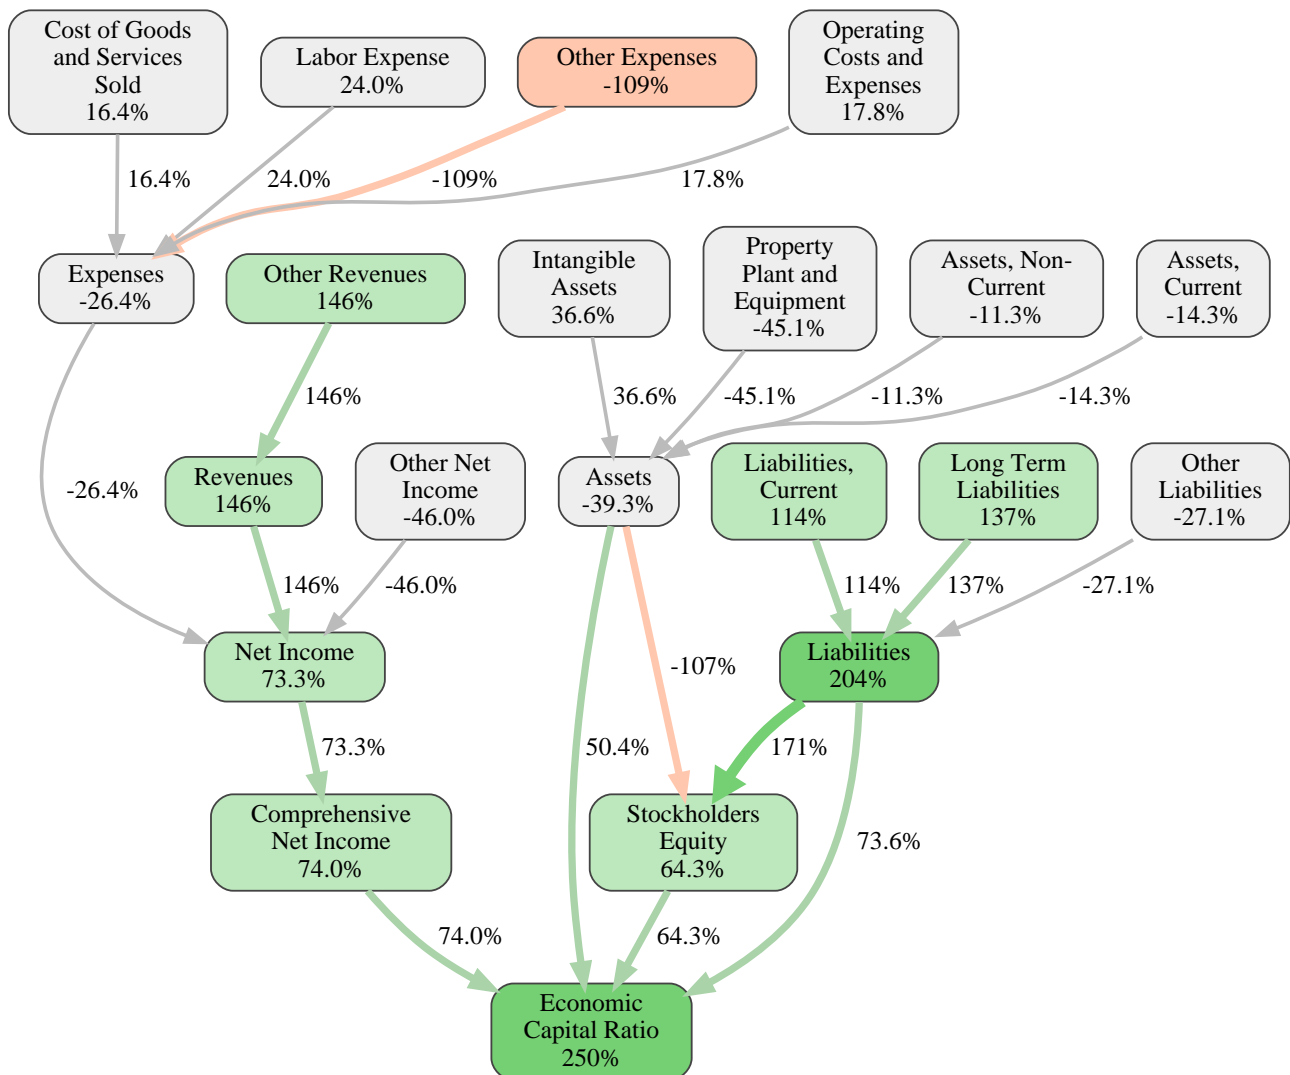 Cost of Goods
and Services
Sold
16.4%
Labor Expense
24.0%
Other Expenses
-109%
Operating
Costs and
Expenses
17.8%
16.4%
24.0%
-109%
17.8%
Expenses
-26.4%
Other Revenues
146%
Intangible
Assets
36.6%
Property
Plant and
Equipment
-45.1%
Assets, Non-
Current
-11.3%
Assets,
Current
-14.3%
146%
36.6%
-45.1%
-11.3%
-14.3%
-26.4%
Revenues
146%
Other Net
Income
-46.0%
Assets
-39.3%
Liabilities,
Current
114%
Long Term
Liabilities
137%
Other
Liabilities
-27.1%
146%
-46.0%
114%
137%
-27.1%
Net Income
73.3%
-107%
Liabilities
204%
73.3%
50.4%
171%
Comprehensive
Net Income
74.0%
Stockholders
Equity
64.3%
73.6%
74.0%
64.3%
Economic
Capital Ratio
250%